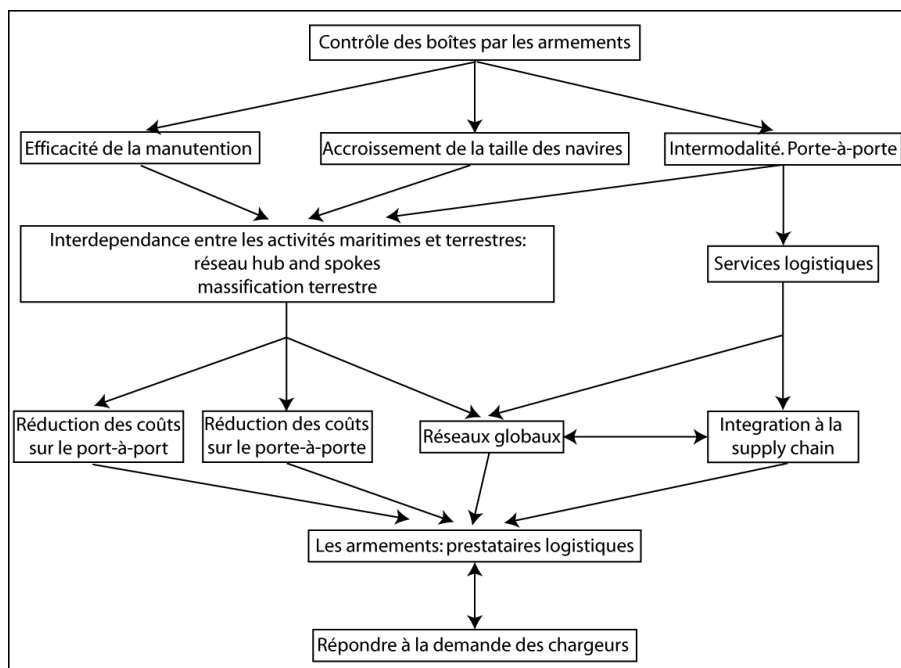 Contrôle des boîtes par les armements
Efficacité de la manutention
Accroissement de la taille des navires
Intermodalité. Porte-à-porte
Interdependance entre les activités maritimes et terrestres:
réseau hub and spokes
massification terrestre
Services logistiques
Réduction des coûts
sur le port-à-port
Réduction des coûts
sur le porte-à-porte
Réseaux globaux
Integration à la
supply chain
Les armements: prestataires logistiques
Répondre à la demande des chargeurs